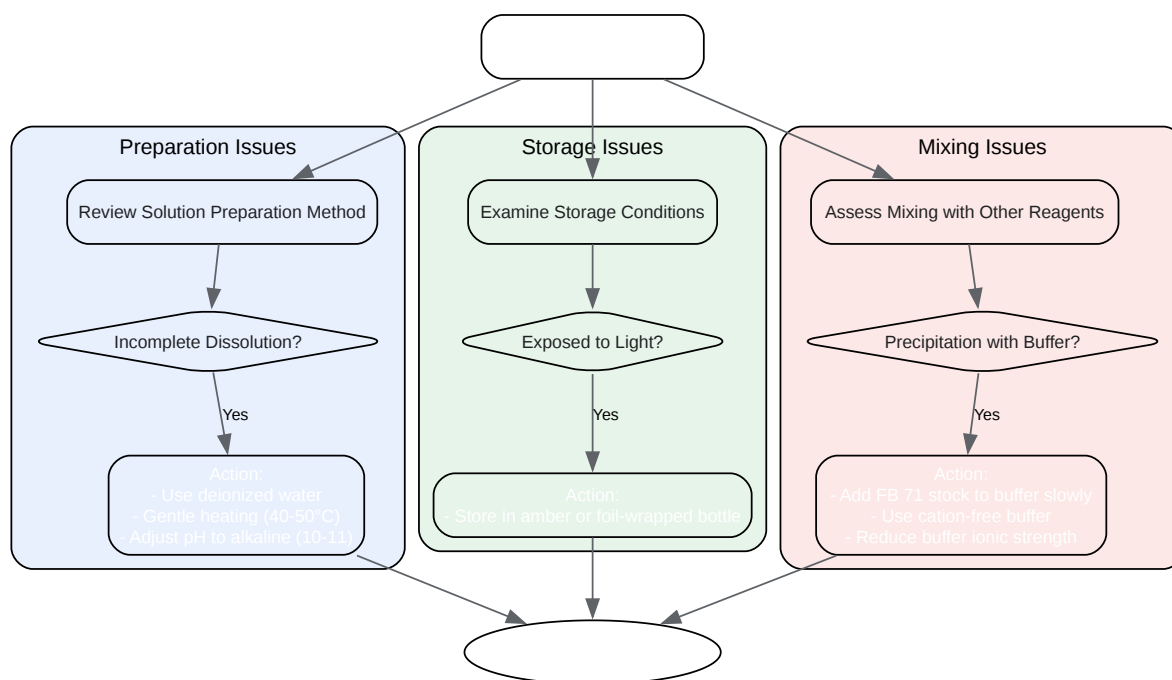 Preparation Issues
Review Solution Preparation Method
Incomplete Dissolution?
Yes
Action:
- Use deionized water
- Gentle heating (40-50°C)
- Adjust pH to alkaline (10-11)
Storage Issues
Examine Storage Conditions
Exposed to Light?
Yes
Action:
- Store in amber or foil-wrapped bottle
Mixing Issues
Assess Mixing with Other Reagents
Precipitation with Buffer?
Yes
Action:
- Add FB 71 stock to buffer slowly
- Use cation-free buffer
- Reduce buffer ionic strength